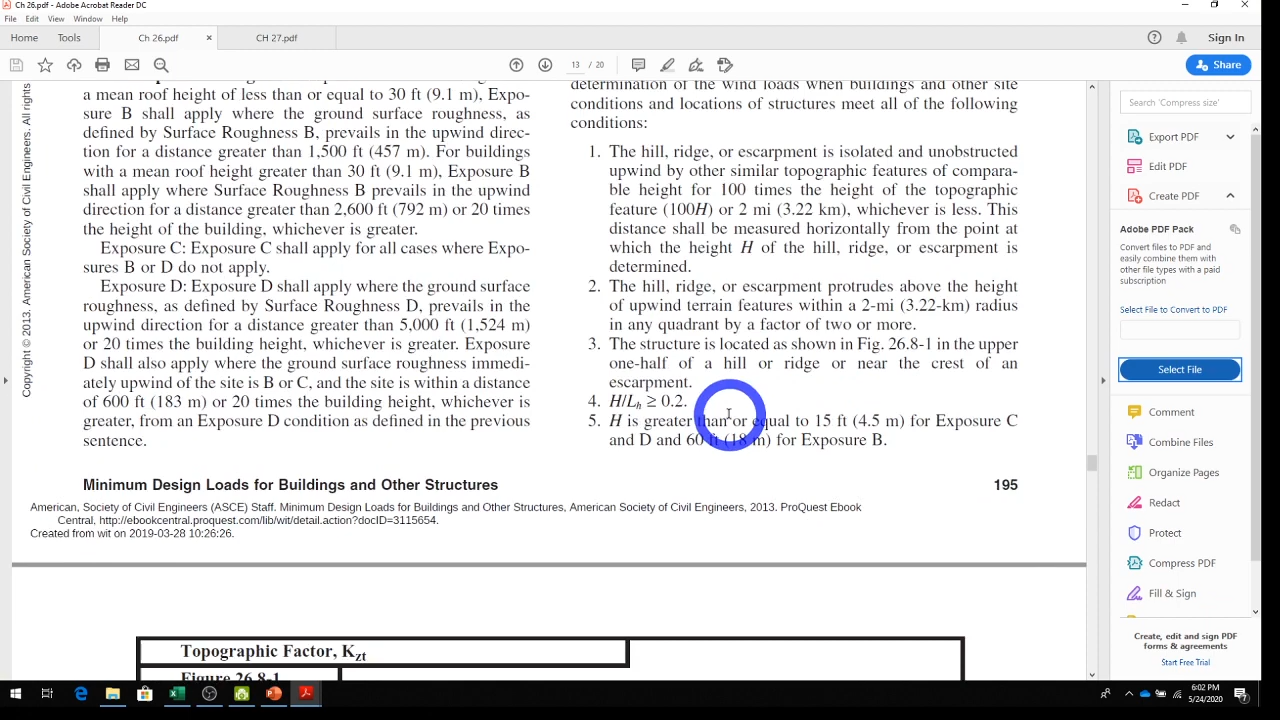 Ch 26.pdf - Adobe Acrobat Reader DC
File Edit View Window Help
Home Tools Ch 26.pdf × CH 27.pdf Sign In
13 / 20 Share
a mean roof height of less than or equal to 30 ft (9.1 m), Expo-
sure B shall apply where the ground surface roughness, as
defined by Surface Roughness B, prevails in the upwind direc-
tion for a distance greater than 1,500 ft (457 m). For buildings
with a mean roof height greater than 30 ft (9.1 m), Exposure B
shall apply where Surface Roughness B prevails in the upwind
direction for a distance greater than 2,600 ft (792 m) or 20 times
the height of the building, whichever is greater.
Exposure C: Exposure C shall apply for all cases where Expo-
sures B or D do not apply.
Exposure D: Exposure D shall apply where the ground surface
roughness, as defined by Surface Roughness D, prevails in the
upwind direction for a distance greater than 5,000 ft (1,524 m)
or 20 times the building height, whichever is greater. Exposure
D shall also apply where the ground surface roughness immedi-
ately upwind of the site is B or C, and the site is within a distance
of 600 ft (183 m) or 20 times the building height, whichever is
greater, from an Exposure D condition as defined in the previous
sentence.
determination of the wind loads when buildings and other site
conditions and locations of structures meet all of the following
conditions:
1. The hill, ridge, or escarpment is isolated and unobstructed
upwind by other similar topographic features of compara-
ble height for 100 times the height of the topographic
feature (100H) or 2 mi (3.22 km), whichever is less. This
distance shall be measured horizontally from the point at
which the height H of the hill, ridge, or escarpment is
determined.
2. The hill, ridge, or escarpment protrudes above the height
of upwind terrain features within a 2-mi (3.22-km) radius
in any quadrant by a factor of two or more.
3. The structure is located as shown in Fig. 26.8-1 in the upper
one-half of a hill or ridge or near the crest of an
escarpment.
4. H/Lh ≥ 0.2.
5. H is greater than or equal to 15 ft (4.5 m) for Exposure C
and D and 60 ft (18 m) for Exposure B.
Copyright © 2013. American Society of Civil Engineers. All rights
Minimum Design Loads for Buildings and Other Structures 195
American, Society of Civil Engineers (ASCE) Staff. Minimum Design Loads for Buildings and Other Structures, American Society of Civil Engineers, 2013. ProQuest Ebook
Central, http://ebookcentral.proquest.com/lib/wit/detail.action?docID=3115654.
Created from wit on 2019-03-28 10:26:26.
Topographic Factor, Kzt
Figure 26.8-1
Search 'Compress size'
Export PDF
Edit PDF
Create PDF
Adobe PDF Pack
Convert files to PDF and
easily combine them with
other file types with a paid
subscription
Select File to Convert to PDF
Select File
Comment
Combine Files
Organize Pages
Redact
Protect
Compress PDF
Fill & Sign
Create, edit and sign PDF
forms & agreements
Start Free Trial
6:02 PM
5/24/2020